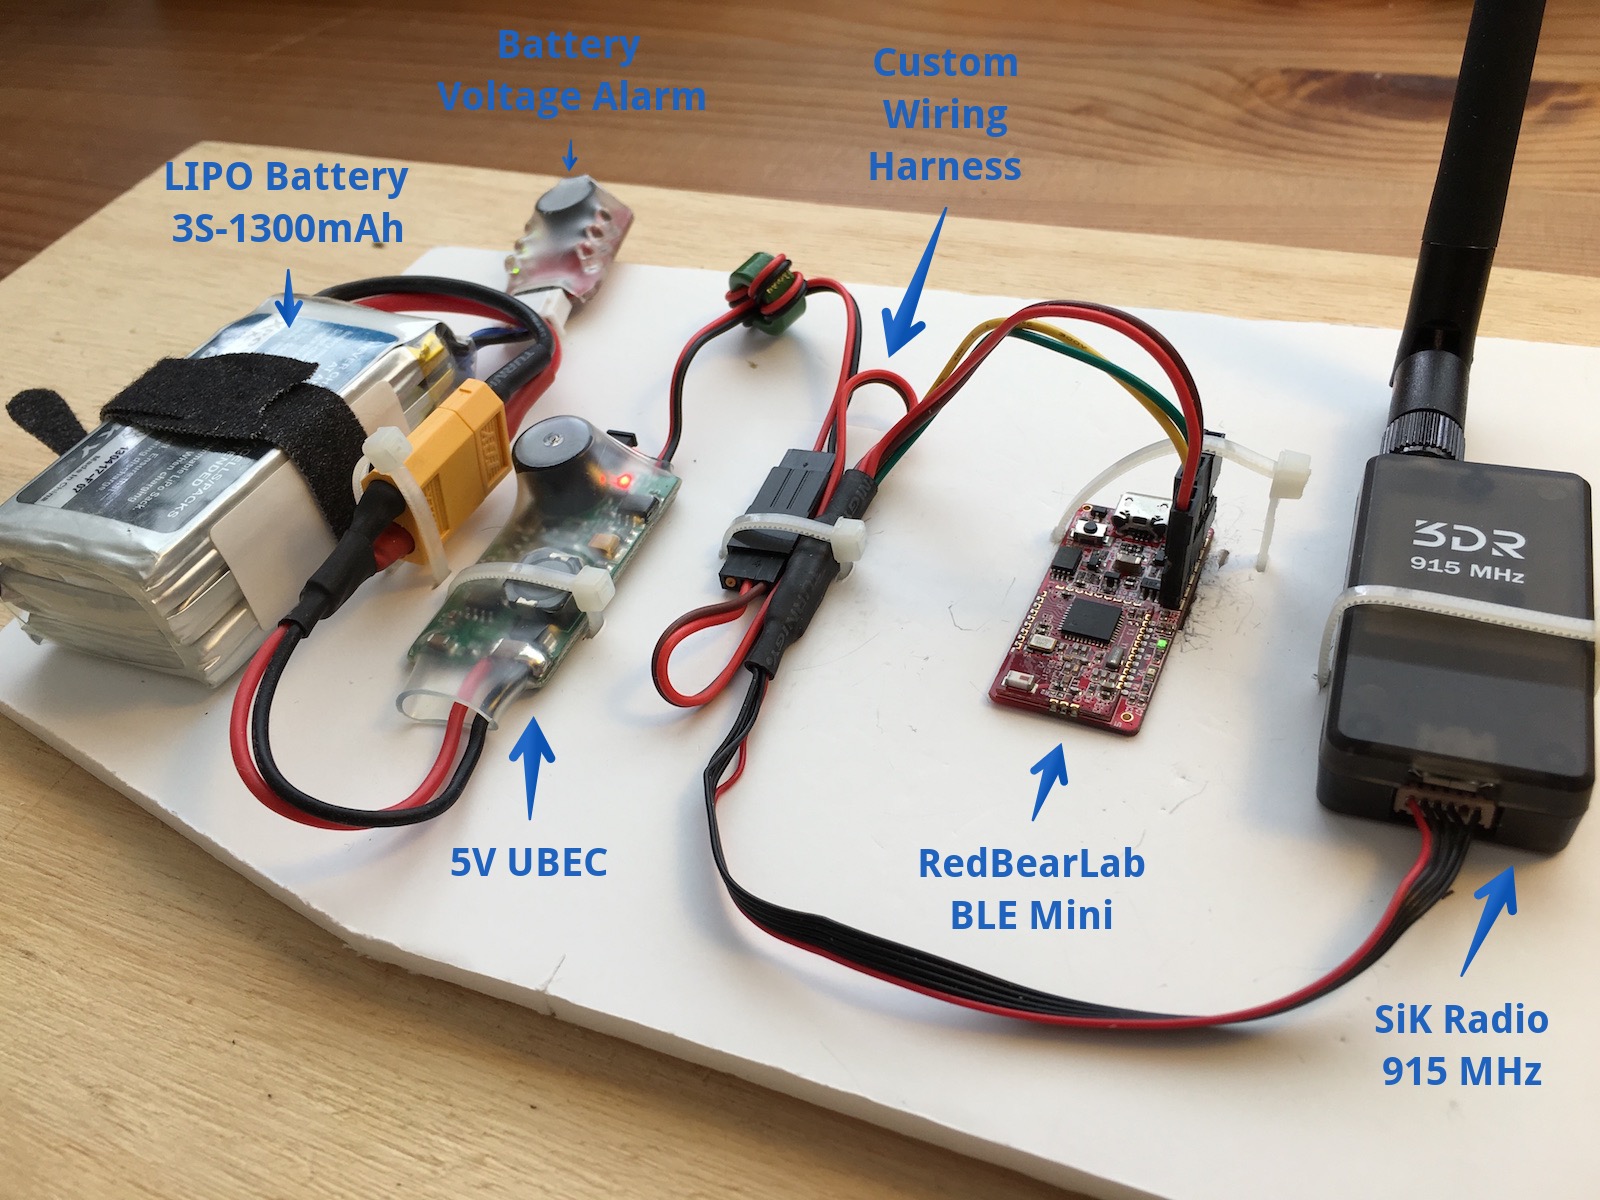 Battery
Voltage Alarm
Custom
Wiring
Harness
LIPO Battery
3S-1300mAh
3DR
915 MHz
5V UBEC
RedBearLab
BLE Mini
SiK Radio
915 MHz